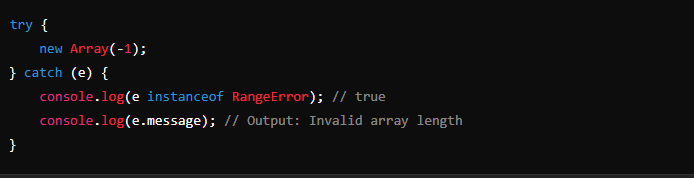 try {
    new Array(-1);
} catch (e) {
    console.log(e instanceof RangeError); // true
    console.log(e.message); // Output: Invalid array length
}